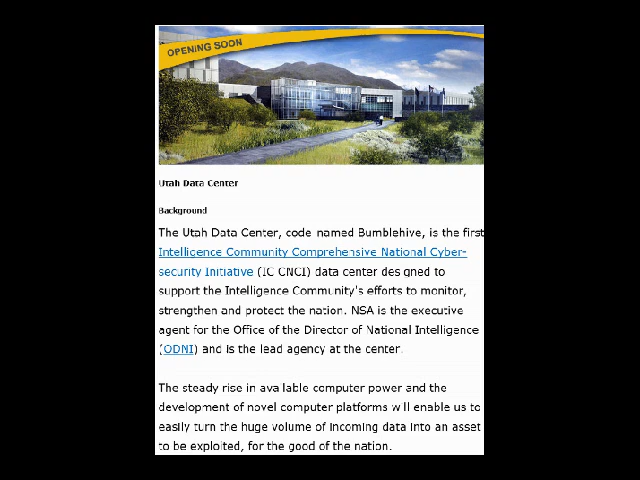 OPENING SOON
Utah Data Center
Background
The Utah Data Center, code named Bumblehive, is the first
Intelligence Community Comprehensive National Cyber-
security Initiative (IC CNCI) data center designed to
support the Intelligence Community's efforts to monitor,
strengthen and protect the nation. NSA is the executive
agent for the Office of the Director of National Intelligence
(ODNI) and is the lead agency at the center.
The steady rise in available computer power and the
development of novel computer platforms will enable us to
easily turn the huge volume of incoming data into an asset
to be exploited, for the good of the nation.